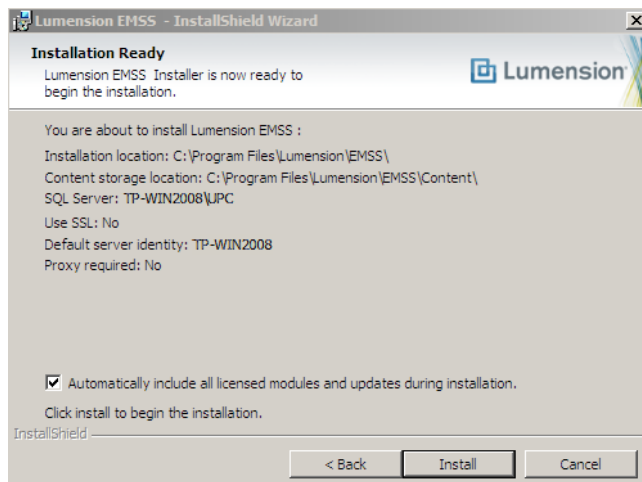 Lumension EMSS - InstallShield Wizard
Installation Ready
Lumension EMSS Installer is now ready to
begin the installation.
Lumension
You are about to install Lumension EMSS :
Installation location: C:\Program Files\Lumension\EMSS\
Content storage location: C:\Program Files\Lumension\EMSS\Content\
SQL Server: TP-WIN2008\UPC
Use SSL: No
Default server identity: TP-WIN2008
Proxy required: No
Automatically include all licensed modules and updates during installation.
Click install to begin the installation.
InstallShield
< Back Install Cancel